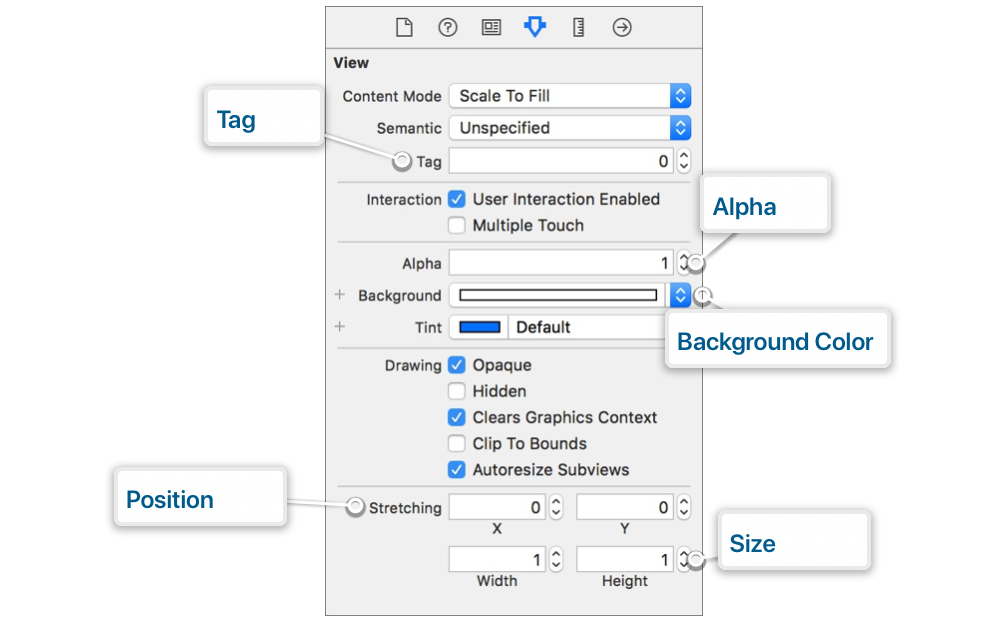 View
Content Mode Scale To Fill
Semantic Unspecified
Tag
Tag 0
Interaction User Interaction Enabled
Multiple Touch
Alpha
Alpha 1
+ Background
+ Tint Default
Background Color
Drawing Opaque
Hidden
Clears Graphics Context
Clip To Bounds
Autoresize Subviews
Position
Stretching 0 0
X Y
Size
1 1
Width Height